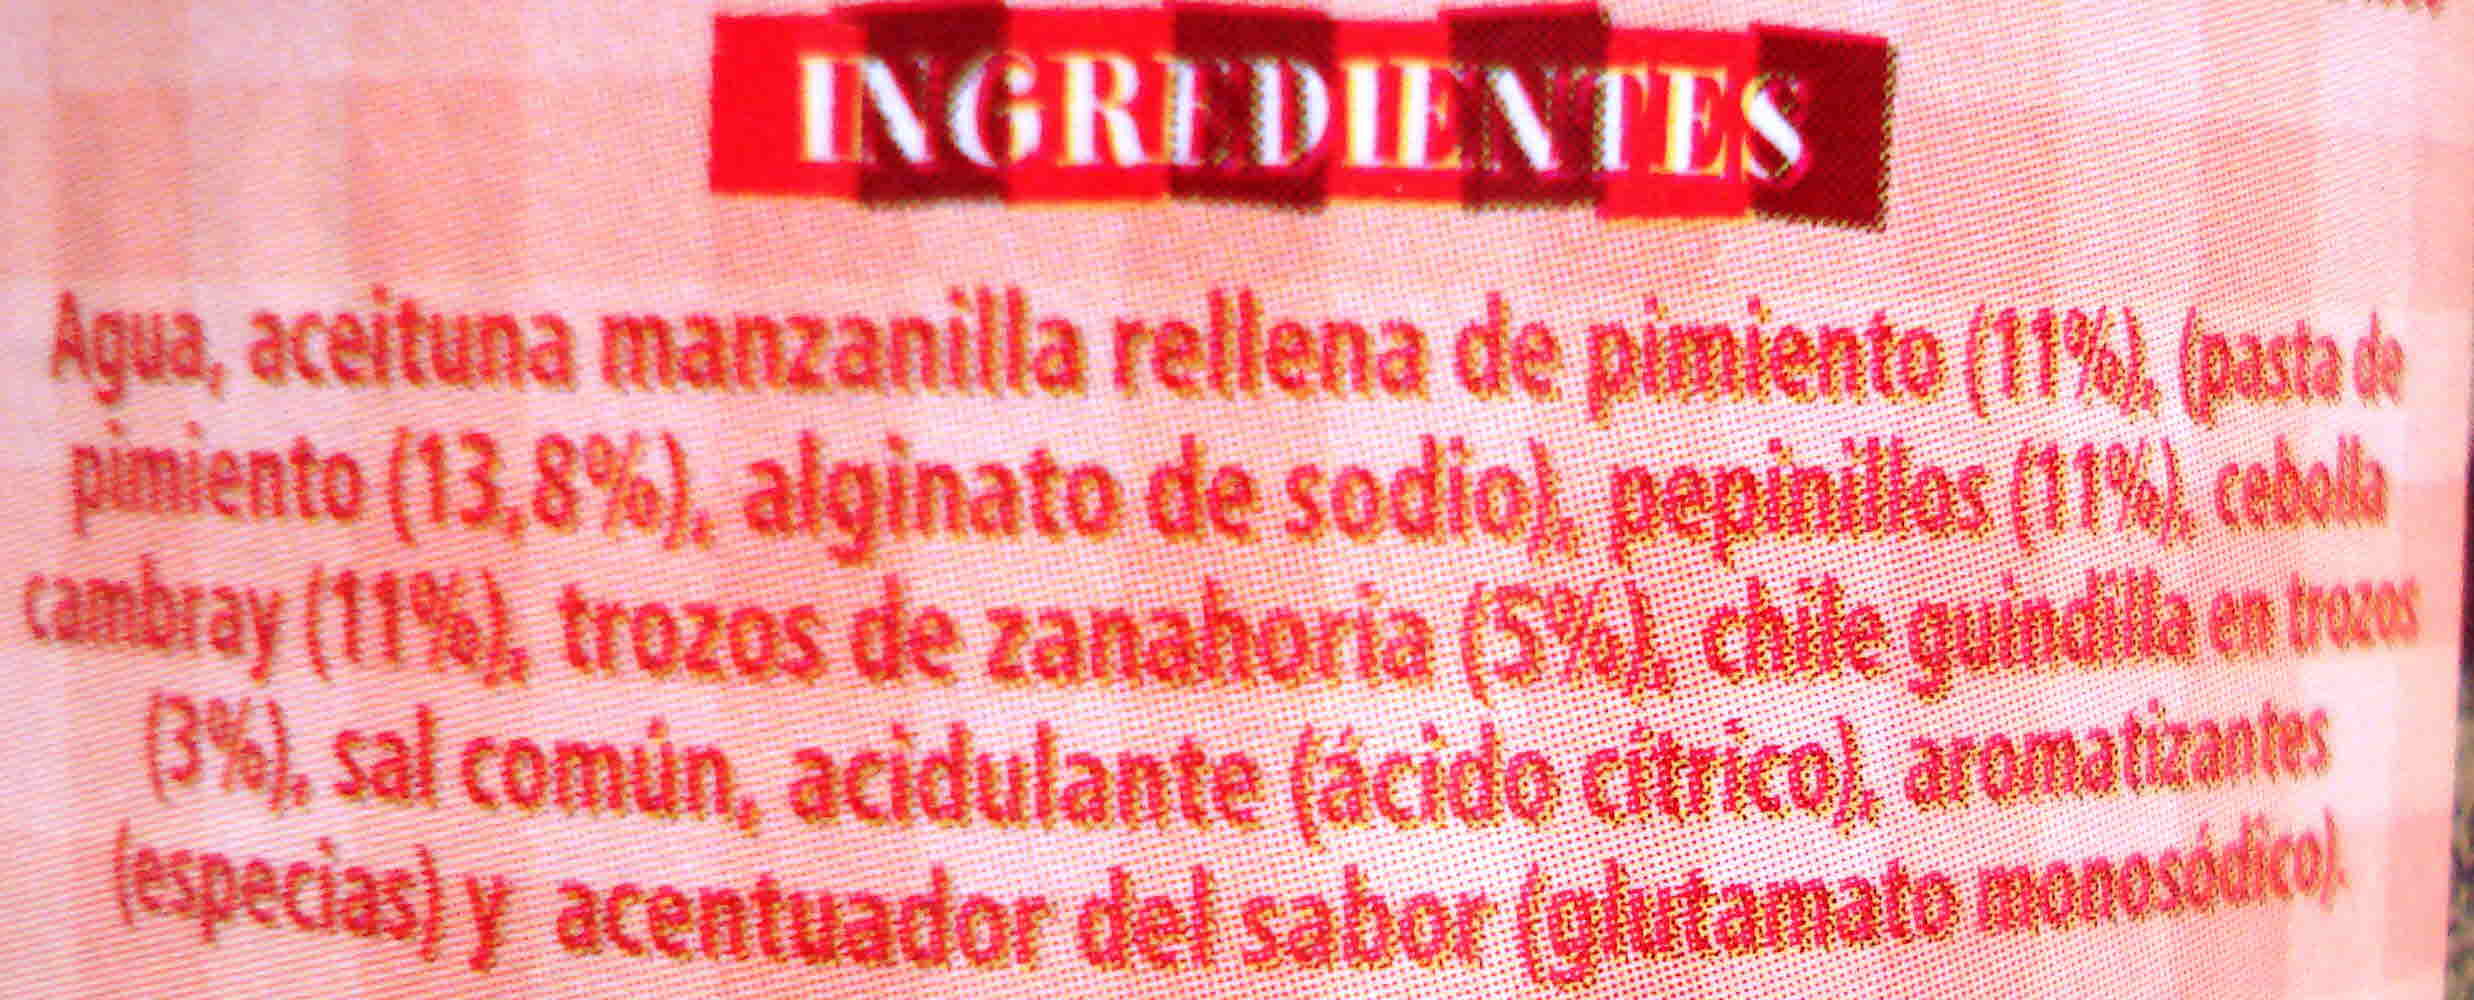 INGREDIENTES
Agua, aceituna manzanilla rellena de pimiento (11%), (pasta de
pimiento (13,8%), alginato de sodio), pepinillos (11%), cebolla
cambray (11%), trozos de zanahoria (5%), chile guindilla en trozos
(3%), sal común, acidulante (ácido cítrico), aromatizantes
(especias) y acentuador del sabor (glutamato monosódico).